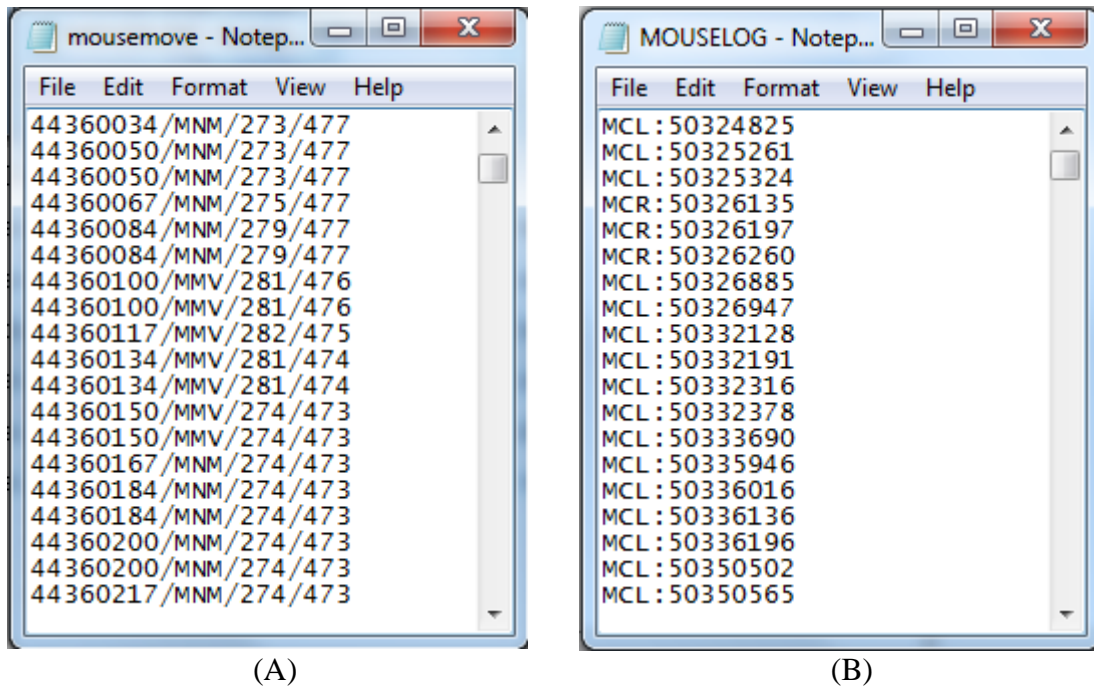 mousemove - Notep...
File Edit Format View Help
44360034/MNM/273/477
44360050/MNM/273/477
44360050/MNM/273/477
44360067/MNM/275/477
44360084/MNM/279/477
44360084/MNM/279/477
44360100/MMV/281/476
44360100/MMV/281/476
44360117/MMV/282/475
44360134/MMV/281/474
44360134/MMV/281/474
44360150/MMV/274/473
44360150/MMV/274/473
44360167/MNM/274/473
44360184/MNM/274/473
44360184/MNM/274/473
44360200/MNM/274/473
44360200/MNM/274/473
44360217/MNM/274/473
(A)
MOUSELOG - Notep...
File Edit Format View Help
MCL:50324825
MCL:50325261
MCL:50325324
MCR:50326135
MCR:50326197
MCR:50326260
MCL:50326885
MCL:50326947
MCL:50332128
MCL:50332191
MCL:50332316
MCL:50332378
MCL:50333690
MCL:50335946
MCL:50336016
MCL:50336136
MCL:50336196
MCL:50350502
MCL:50350565
(B)